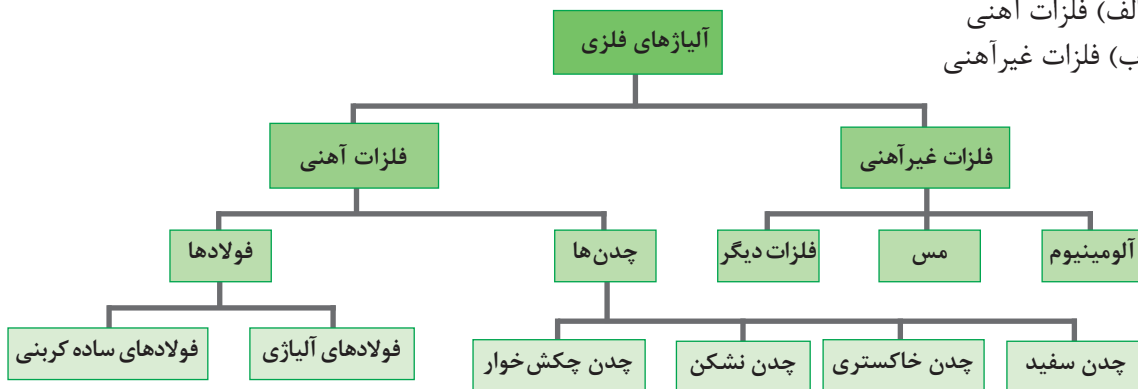 الف) فلزات آهنی
ب) فلزات غیرآهنی
آلیاژهای فلزی
فلزات غیرآهنی
فلزات آهنی
آلومینیوم
مس
فلزات دیگر
چدن‌ها
فولادها
چدن سفید
چدن خاکستری
چدن نشکن
چدن چکش‌خوار
فولادهای آلیاژی
فولادهای ساده کربنی